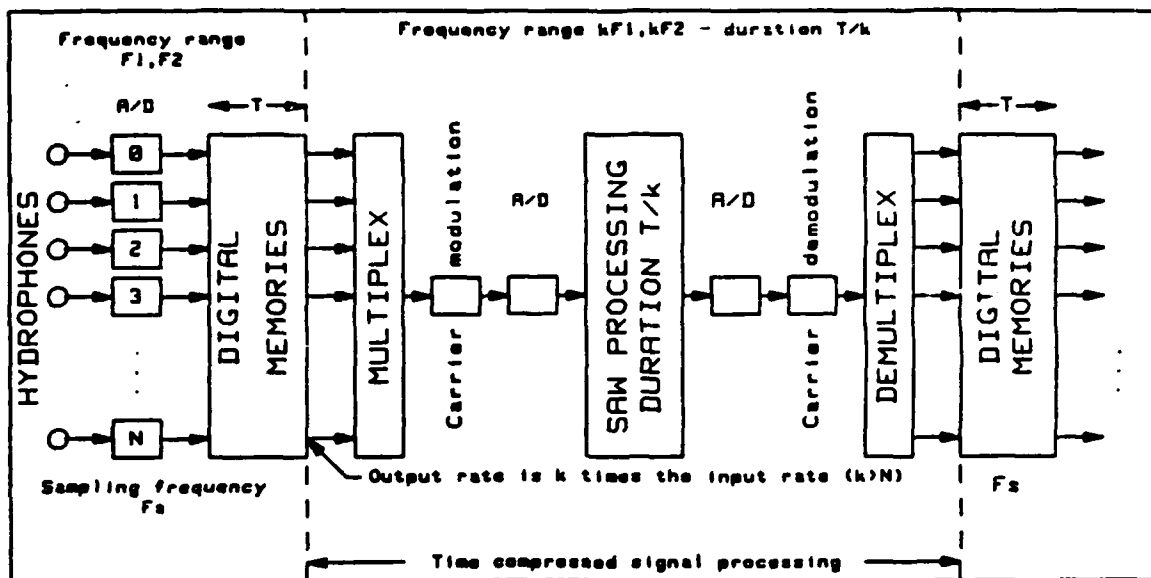 Frequency range
F1,F2
Frequency range kF1,kF2 - duration T/k
A/D
T
T
HYDROPHONES
0
1
2
3
N
DIGITAL
MEMORIES
MULTIPLEX
Carrier modulation
A/D
SAW PROCESSING
DURATION T/k
A/D
Carrier demodulation
DEMULTIPLEX
DIGITAL
MEMORIES
Output rate is k times the input rate (k>N)
Sampling frequency
Fs
Fs
Time compressed signal processing